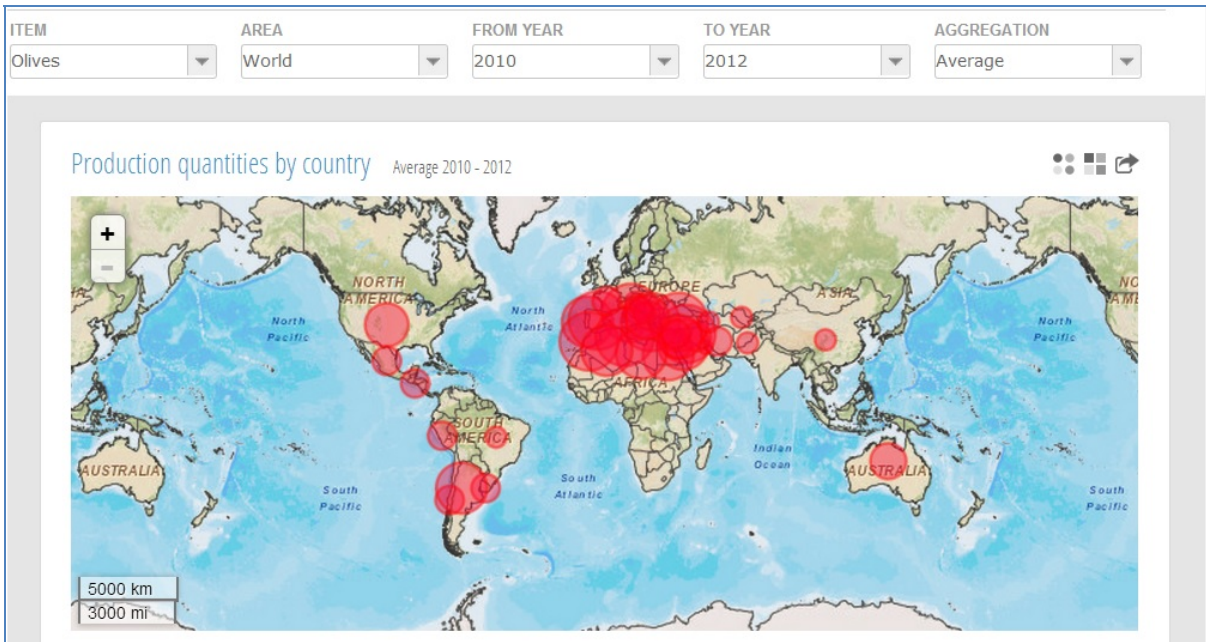 ITEM AREA FROM YEAR TO YEAR AGGREGATION
Olives World 2010 2012 Average
Production quantities by country Average 2010 - 2012
+
-
NORTH
AMERICA
EUROPE
ASIA
North
Pacific
North
Atlantic
North
Pacific
AFRICA
SOUTH
AMERICA
Indian
Ocean
AUSTRALIA
AUSTRALIA
South
Pacific
South
Atlantic
South
Pacific
5000 km
3000 mi